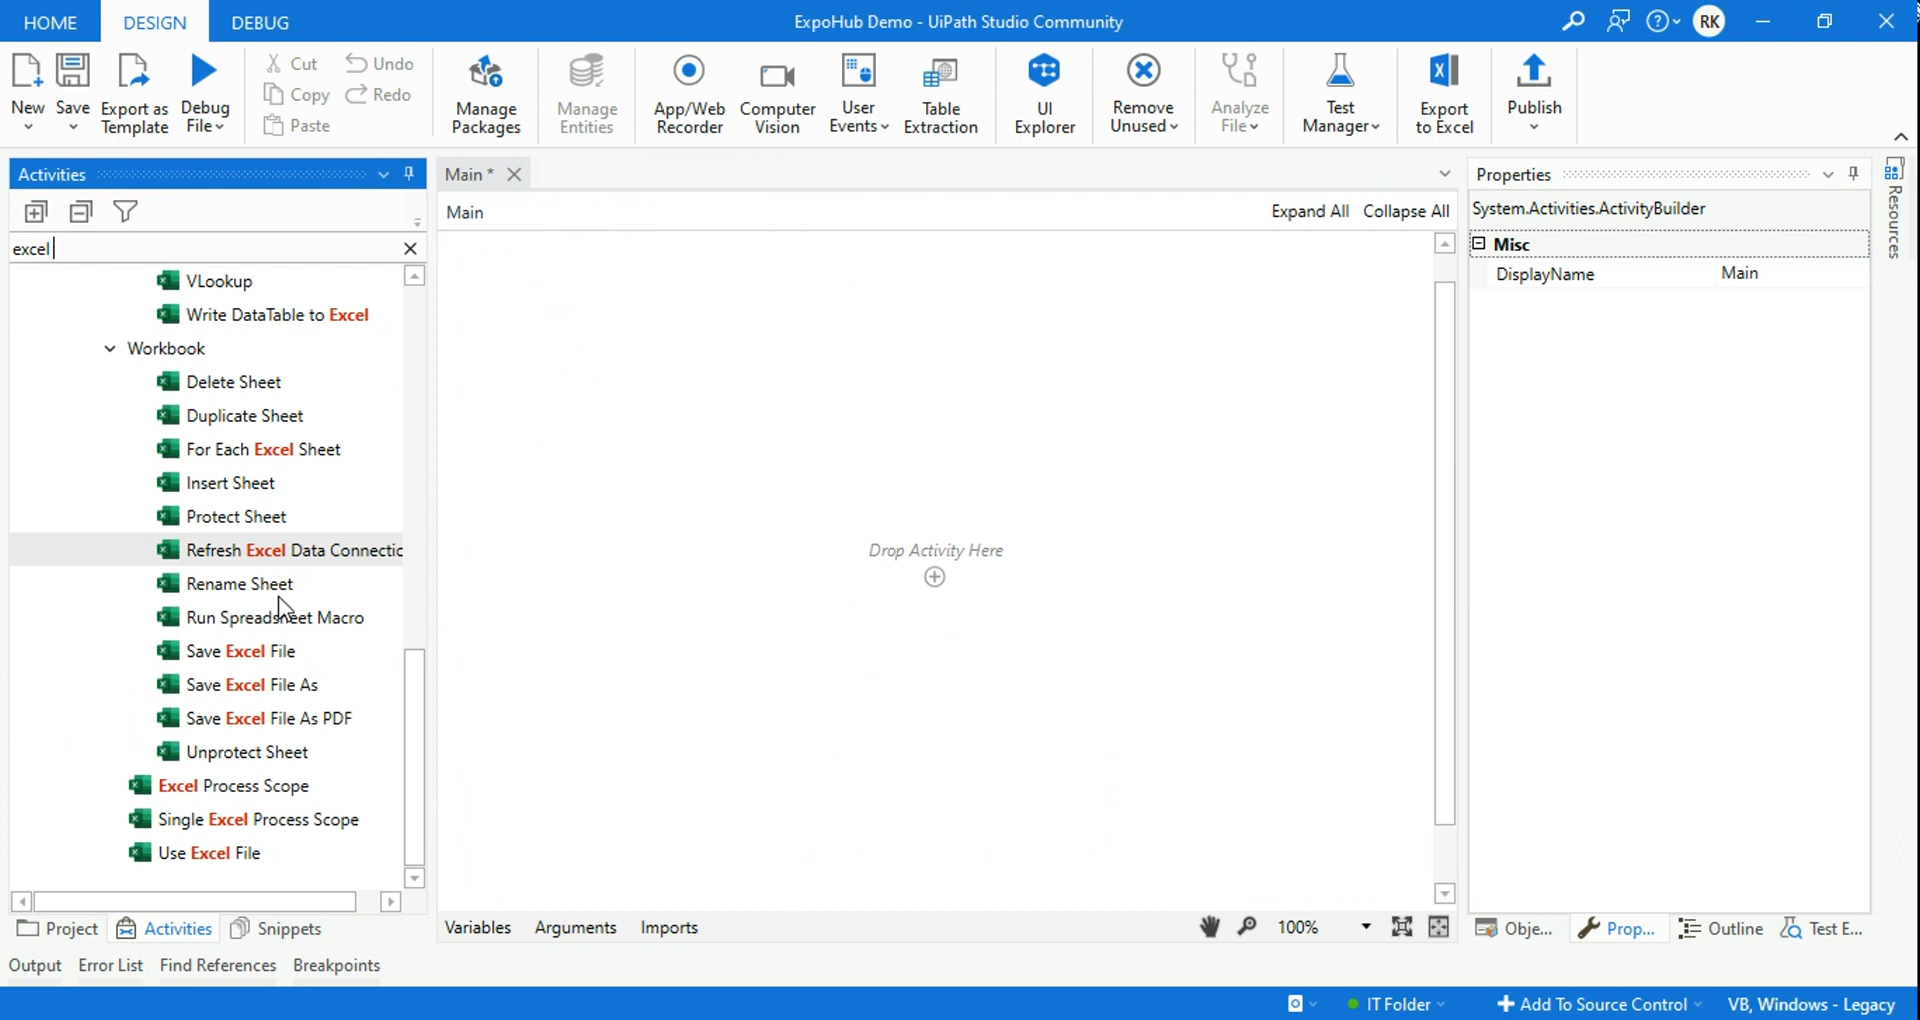 HOME DESIGN DEBUG ExpoHub Demo - UiPath Studio Community RK
New Save Export as Template Debug File Cut Copy Paste Undo Redo Manage Packages Manage Entities App/Web Recorder Computer Vision User Events Table Extraction UI Explorer Remove Unused Analyze File Test Manager Export to Excel Publish
Activities
excel
VLookup
Write DataTable to Excel
Workbook
Delete Sheet
Duplicate Sheet
For Each Excel Sheet
Insert Sheet
Protect Sheet
Refresh Excel Data Connectic
Rename Sheet
Run Spreadsheet Macro
Save Excel File
Save Excel File As
Save Excel File As PDF
Unprotect Sheet
Excel Process Scope
Single Excel Process Scope
Use Excel File
Project Activities Snippets
Main *
Main Expand All Collapse All
Drop Activity Here
Variables Arguments Imports 100%
Properties
System.Activities.ActivityBuilder
Misc
DisplayName Main
Resources
Obje... Prop... Outline Test E...
Output Error List Find References Breakpoints
IT Folder Add To Source Control VB, Windows - Legacy